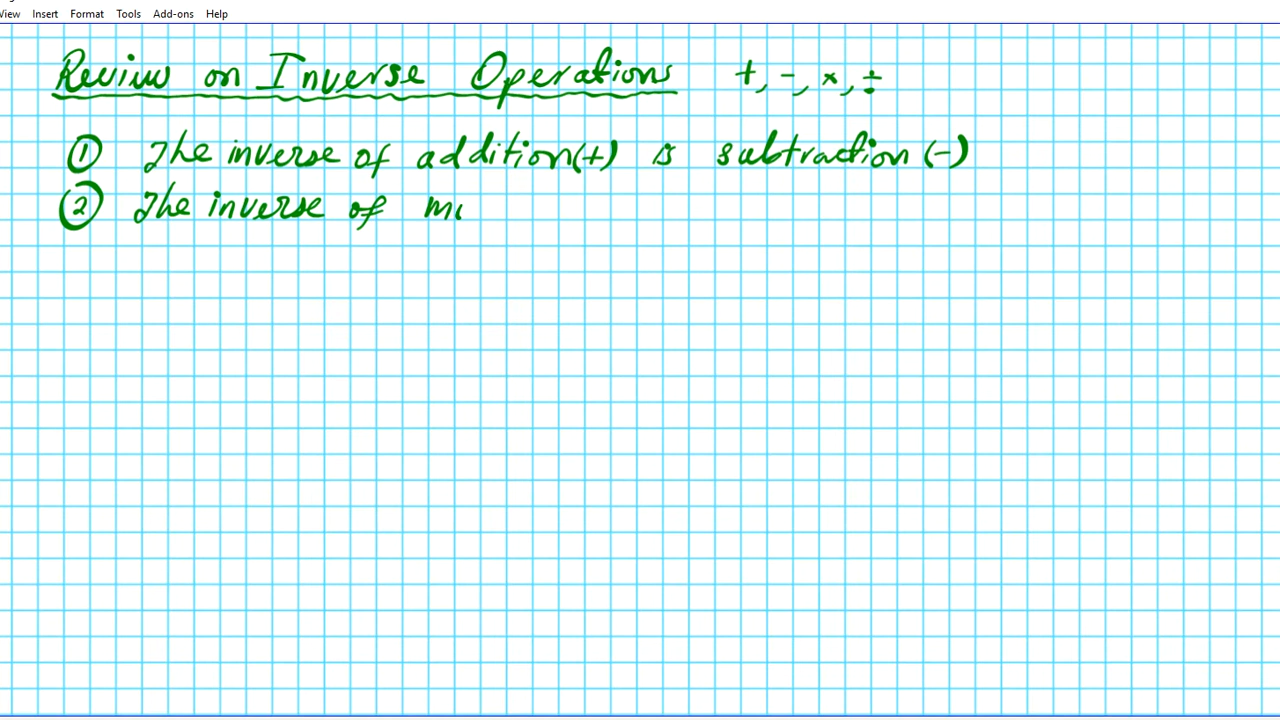 View Insert Format Tools Add-ons Help
Review on Inverse Operations +, -, ×, ÷
① The inverse of addition(+) is subtraction (-)
② The inverse of m